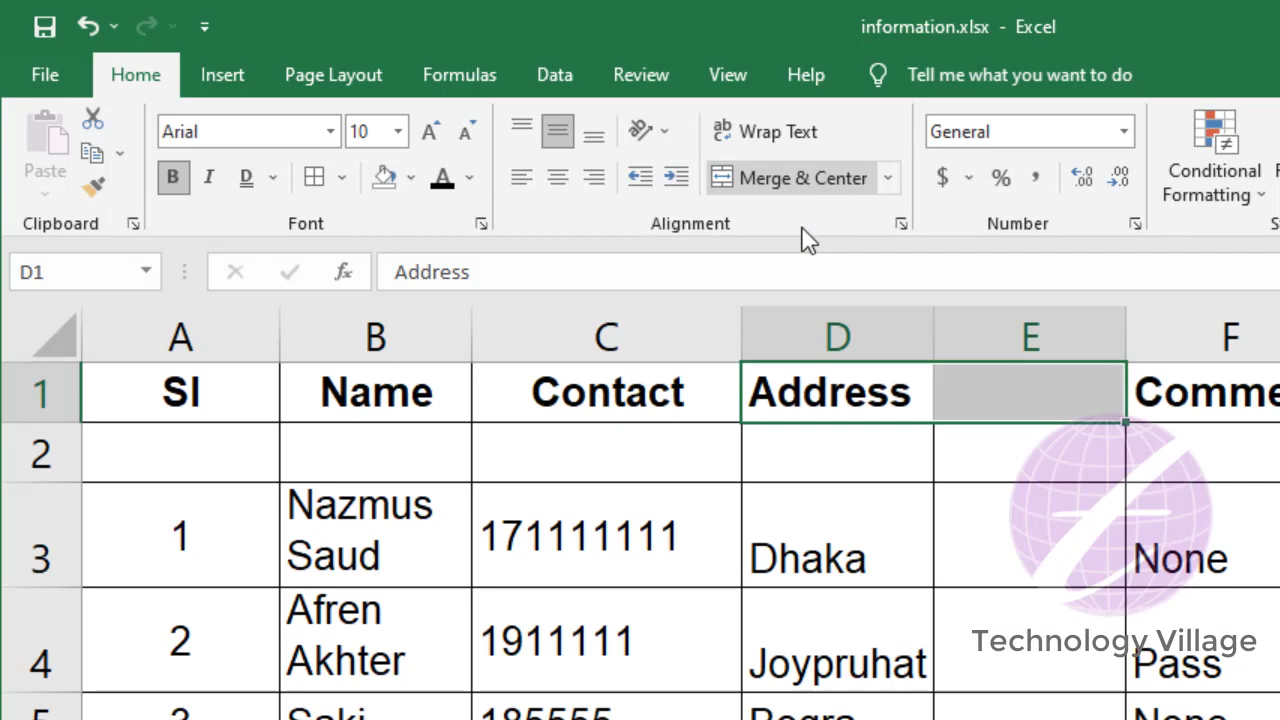 information.xlsx - Excel
File Home Insert Page Layout Formulas Data Review View Help Tell me what you want to do
Paste
Clipboard
Arial 10
B I D
Font
Wrap Text
Merge & Center
Alignment
General
$ % ,
Number
Conditional
Formatting
D1 fx Address
A B C D E F
1 Sl Name Contact Address
2
3 1 Nazmus Saud 171111111 Dhaka None
4 2 Afren Akhter 1911111 Joypruhat Pass
Technology Village